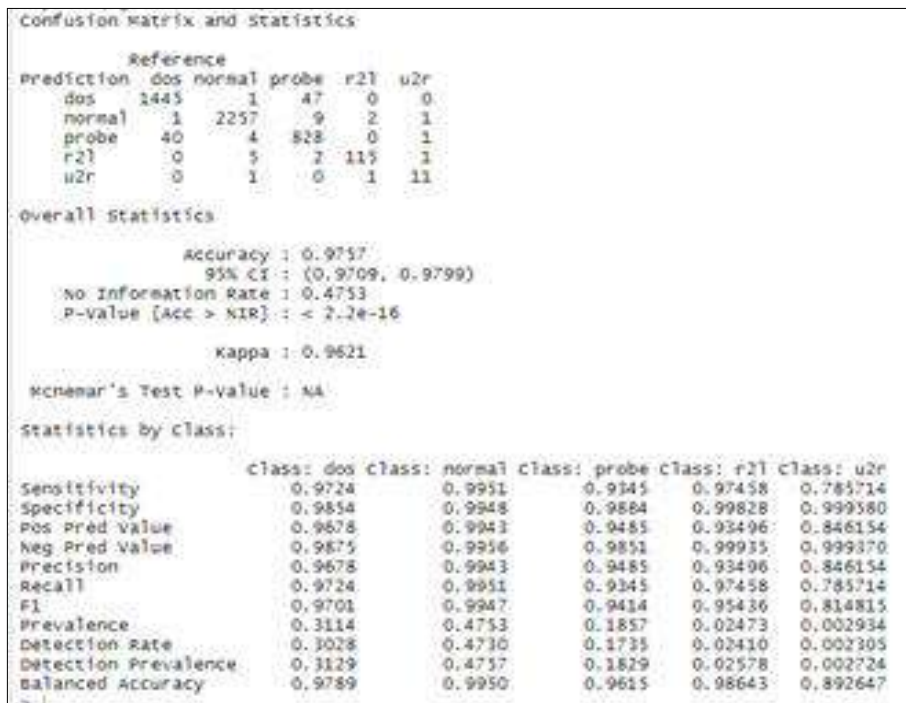 Confusion Matrix and Statistics
Reference
Prediction dos normal probe r2l u2r
dos 1445 1 47 0 0
normal 1 2257 9 2 1
probe 40 4 828 0 1
r2l 0 5 2 115 1
u2r 0 1 0 1 11
Overall Statistics
Accuracy : 0.9757
95% CI : (0.9709, 0.9799)
No Information Rate : 0.4753
P-Value [Acc > NIR] : < 2.2e-16
Kappa : 0.9621
Mcnemar's Test P-Value : NA
Statistics by Class:
Class: dos Class: normal Class: probe Class: r2l Class: u2r
Sensitivity 0.9724 0.9951 0.9345 0.97458 0.785714
Specificity 0.9854 0.9948 0.9884 0.99828 0.999580
Pos Pred Value 0.9678 0.9943 0.9485 0.93496 0.846154
Neg Pred Value 0.9875 0.9956 0.9851 0.99935 0.999370
Precision 0.9678 0.9943 0.9485 0.93496 0.846154
Recall 0.9724 0.9951 0.9345 0.97458 0.785714
F1 0.9701 0.9947 0.9414 0.95436 0.814815
Prevalence 0.3114 0.4753 0.1857 0.02473 0.002934
Detection Rate 0.3028 0.4730 0.1735 0.02410 0.002305
Detection Prevalence 0.3129 0.4757 0.1829 0.02578 0.002724
Balanced Accuracy 0.9789 0.9950 0.9615 0.98643 0.892647